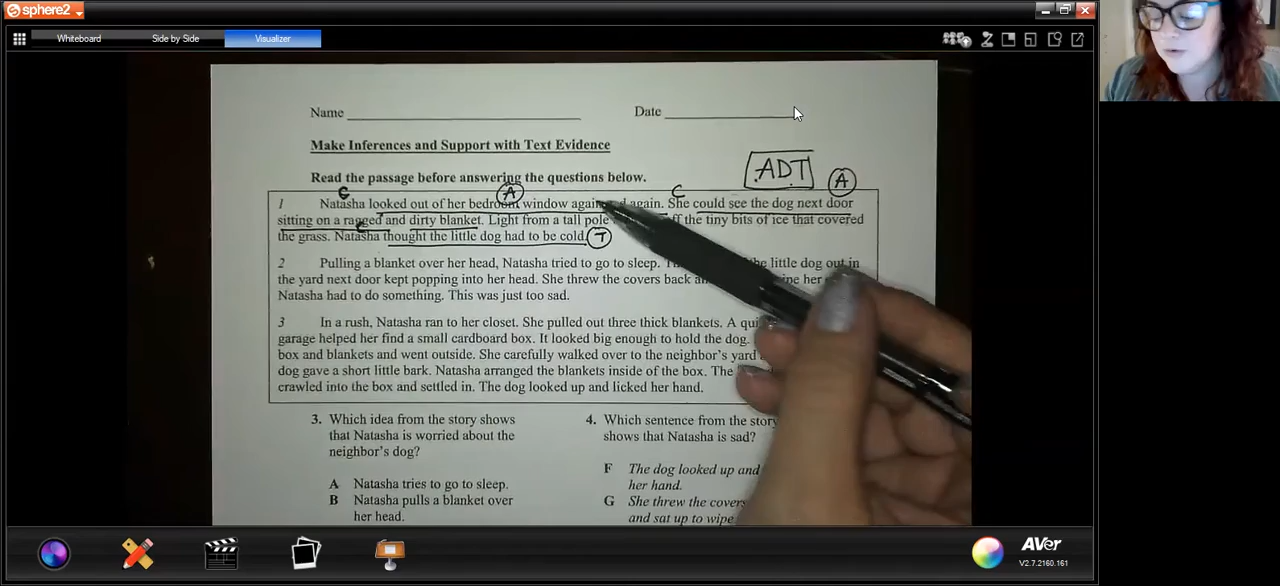 sphere2
Whiteboard Side by Side Visualizer
Name Date
Make Inferences and Support with Text Evidence
ADT
Read the passage before answering the questions below.
C A C A
1 Natasha looked out of her bedroom window again again. She could see the dog next door
sitting on a ragged and dirty blanket. Light from a tall pole off the tiny bits of ice that covered
the grass. Natasha thought the little dog had to be cold. T
2 Pulling a blanket over her head, Natasha tried to go to sleep. the little dog out in
the yard next door kept popping into her head. She threw the covers back her
Natasha had to do something. This was just too sad.
3 In a rush, Natasha ran to her closet. She pulled out three thick blankets. A
garage helped her find a small cardboard box. It looked big enough to hold the dog.
box and blankets and went outside. She carefully walked over to the neighbor's yard
dog gave a short little bark. Natasha arranged the blankets inside of the box. The
crawled into the box and settled in. The dog looked up and licked her hand.
3. Which idea from the story shows
that Natasha is worried about the
neighbor's dog?
A Natasha tries to go to sleep.
B Natasha pulls a blanket over
her head.
4. Which sentence from the story
shows that Natasha is sad?
F The dog looked up and
her hand.
G She threw the covers
and sat up to wipe
AVer
V2.7.2160.161